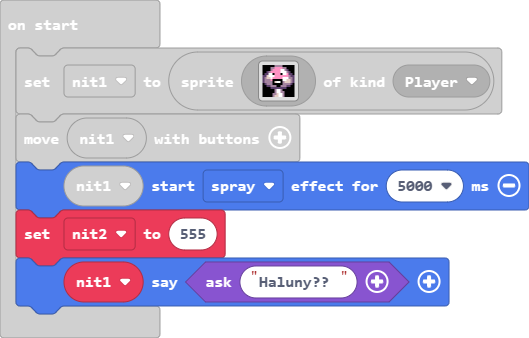 on start
set nit1 to sprite of kind Player
move nit1 with buttons
nit1 start spray effect for 5000 ms
set nit2 to 555
nit1 say ask "Haluny?? "